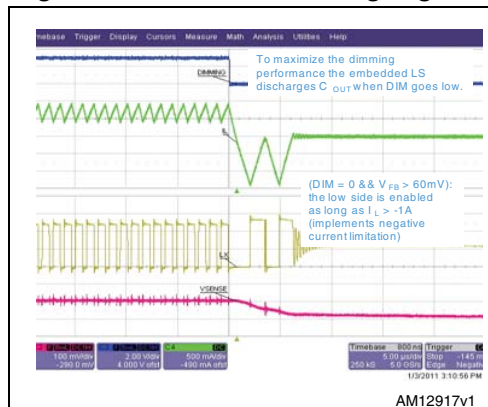 Timebase Trigger Display Cursors Measure Math Analysis Utilities Help
DIMMING
To maximize the dimming
performance the embedded LS
discharges C OUT when DIM goes low.
IL
(DIM = 0 && V FB > 60mV):
the low side is enabled
as long as I L > -1A
(implements negative
current limitation)
LX
VSENSE
100 mV/div
-290.0 mV
2.00 V/div
4.000 V ofst
500 mA/div
-490 mA ofst
Timebase 800 ns
5.00 µs/div
250 kS 5.0 GS/s
Trigger
Stop -145 m
Edge Negati
1/3/2011 3:10:56 PM
AM12917v1